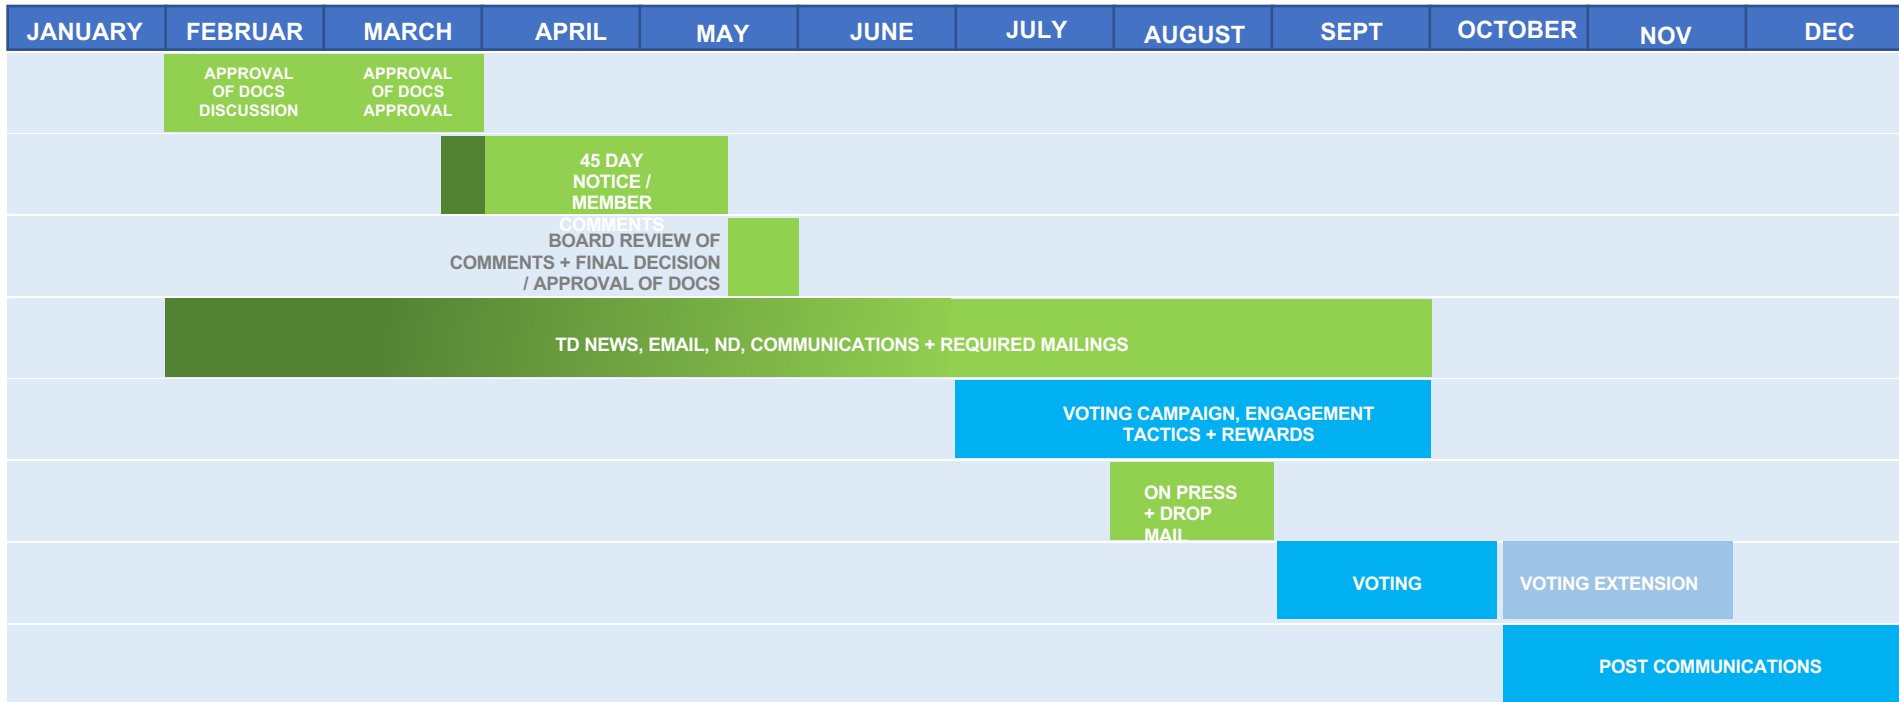 JANUARY FEBRUAR MARCH APRIL MAY JUNE JULY AUGUST SEPT OCTOBER NOV DEC
APPROVAL
OF DOCS
DISCUSSION
APPROVAL
OF DOCS
APPROVAL
45 DAY
NOTICE /
MEMBER
COMMENTS
BOARD REVIEW OF
COMMENTS + FINAL DECISION
/ APPROVAL OF DOCS
TD NEWS, EMAIL, ND, COMMUNICATIONS + REQUIRED MAILINGS
VOTING CAMPAIGN, ENGAGEMENT
TACTICS + REWARDS
ON PRESS
+ DROP
MAIL
VOTING
VOTING EXTENSION
POST COMMUNICATIONS